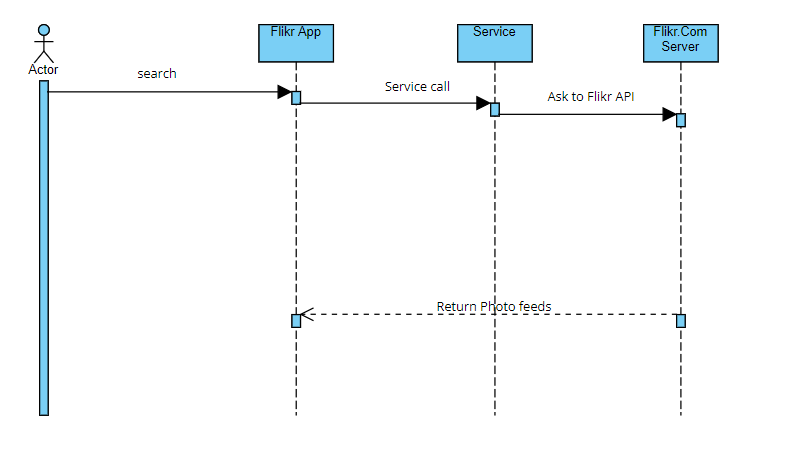 Flikr App
Service
Flikr.Com
Server
Actor
search
Service call
Ask to Flikr API
Return Photo feeds